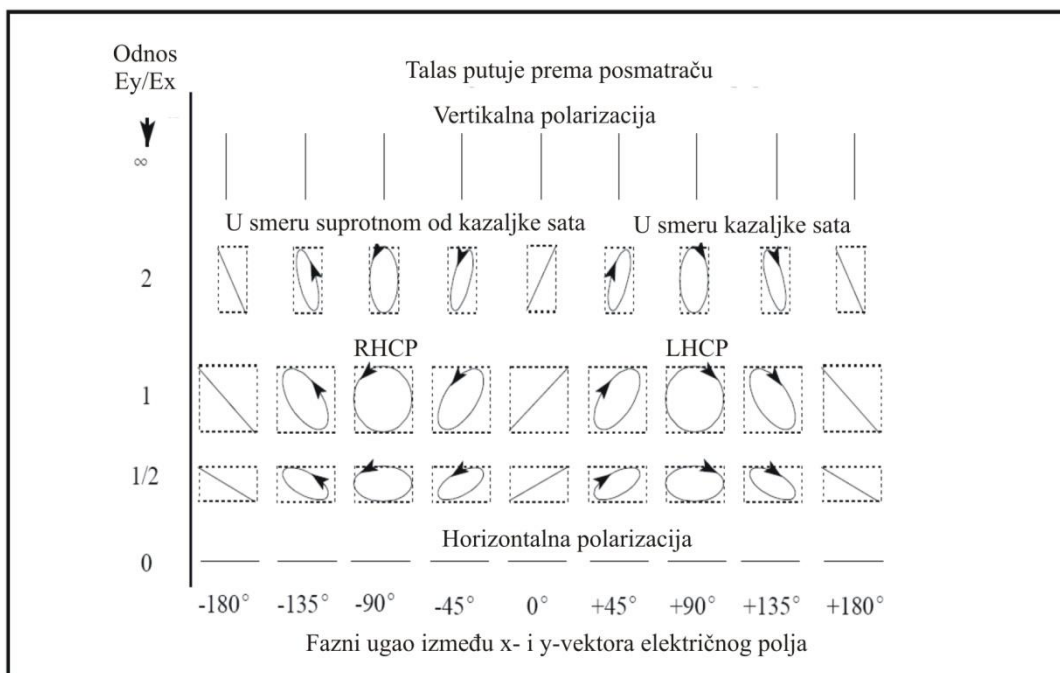 Odnos
Ey/Ex
Talas putuje prema posmatraču
Vertikalna polarizacija
∞
U smeru suprotnom od kazaljke sata
U smeru kazaljke sata
2
RHCP
LHCP
1
1/2
Horizontalna polarizacija
0
-180° -135° -90° -45° 0° +45° +90° +135° +180°
Fazni ugao između x- i y-vektora električnog polja